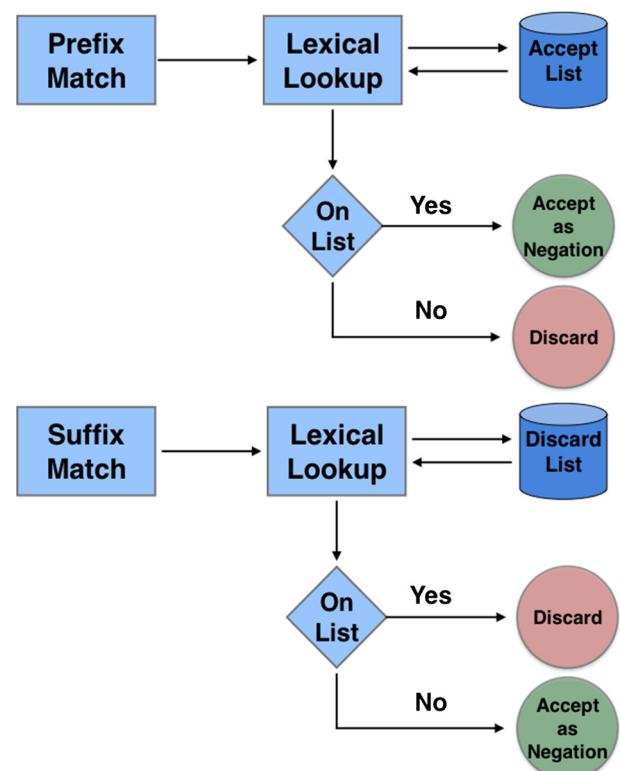 Prefix
Match
Lexical
Lookup
Accept
List
On
List
Yes
Accept
as
Negation
No
Discard
Suffix
Match
Lexical
Lookup
Discard
List
On
List
Yes
Discard
No
Accept
as
Negation